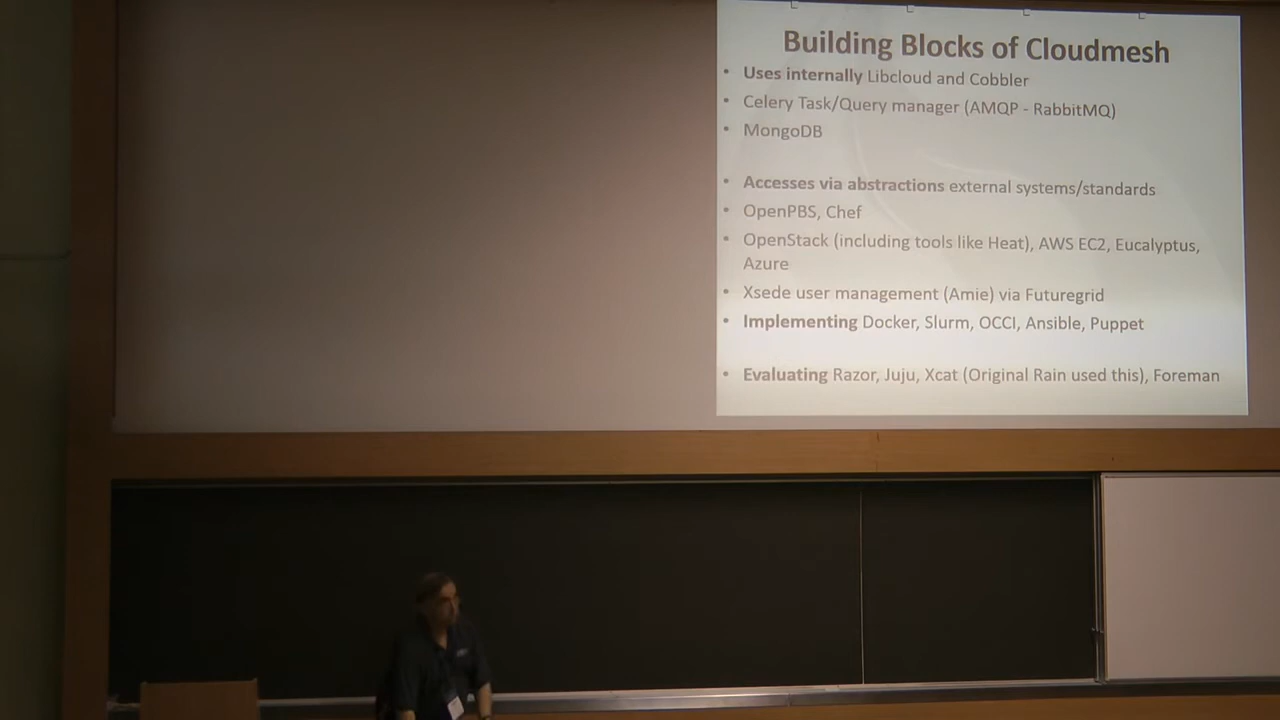 Building Blocks of Cloudmesh
• Uses internally Libcloud and Cobbler
• Celery Task/Query manager (AMQP - RabbitMQ)
• MongoDB
• Accesses via abstractions external systems/standards
• OpenPBS, Chef
• OpenStack (including tools like Heat), AWS EC2, Eucalyptus,
Azure
• Xsede user management (Amie) via Futuregrid
• Implementing Docker, Slurm, OCCI, Ansible, Puppet
• Evaluating Razor, Juju, Xcat (Original Rain used this), Foreman